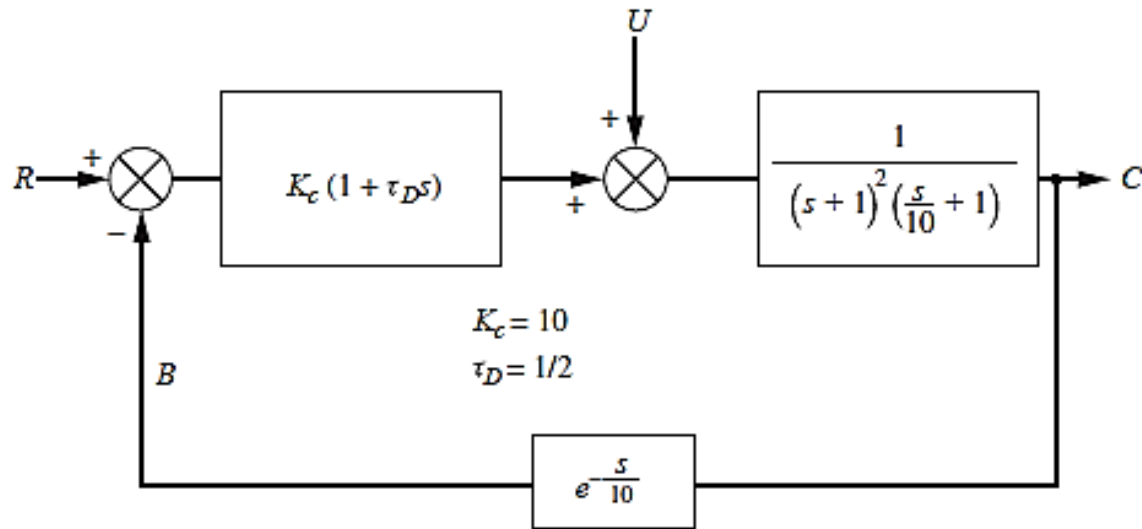 U
R
+
−
K_c (1 + τ_D s)
+
+
1
(s + 1)^2 (s/10 + 1)
C
K_c = 10
τ_D = 1/2
B
e^{-s/10}